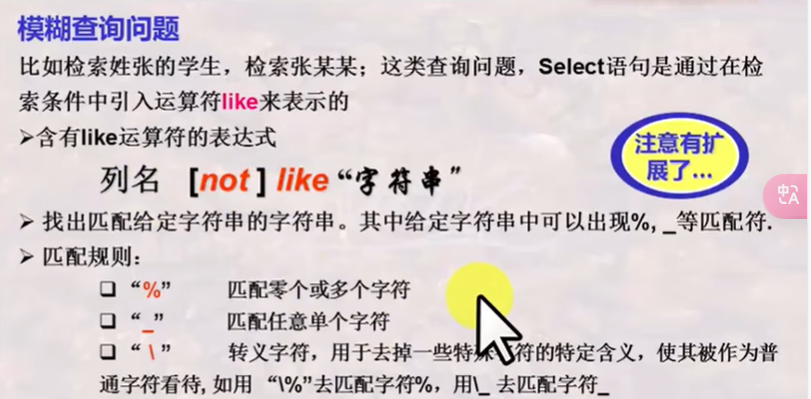 模糊查询问题
比如检索姓张的学生，检索张某某；这类查询问题，Select语句是通过在检
索条件中引入运算符like来表示的
➢含有like运算符的表达式
列名 [not] like “字符串”
注意有扩
展了...
➢ 找出匹配给定字符串的字符串。其中给定字符串中可以出现%, _等匹配符.
➢ 匹配规则：
❑ “%” 匹配零个或多个字符
❑ “_” 匹配任意单个字符
❑ “\” 转义字符，用于去掉一些特殊字符的特定含义，使其被作为普
通字符看待, 如用 “\%”去匹配字符%，用\_ 去匹配字符_
中A